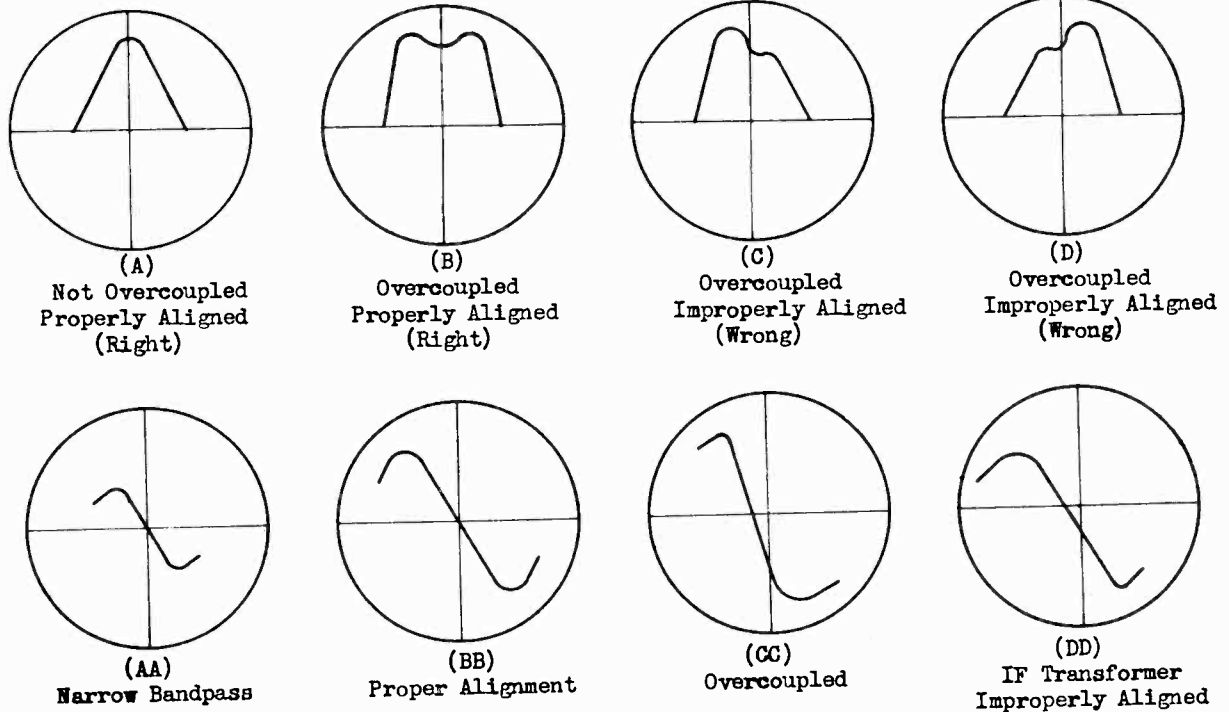 (A)
Not Overcoupled
Properly Aligned
(Right)
(B)
Overcoupled
Properly Aligned
(Right)
(C)
Overcoupled
Improperly Aligned
(Wrong)
(D)
Overcoupled
Improperly Aligned
(Wrong)
(AA)
Narrow Bandpass
(BB)
Proper Alignment
(CC)
Overcoupled
(DD)
IF Transformer
Improperly Aligned